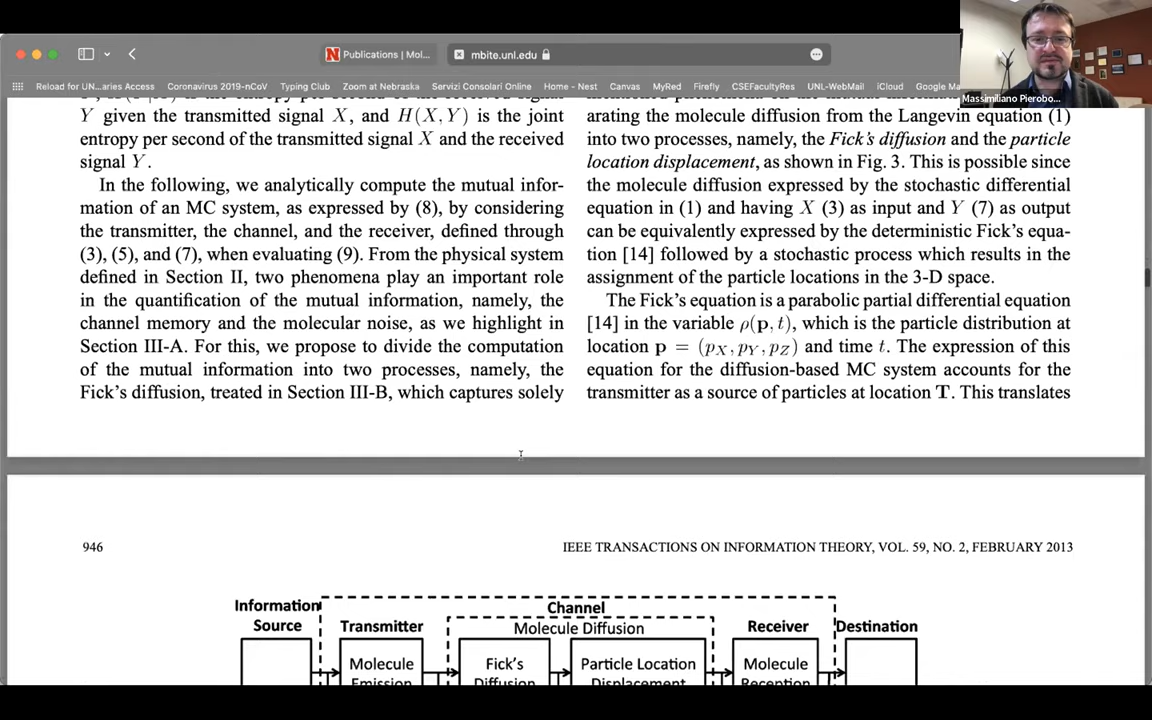 Publications | Mol...
mbite.unl.edu
Reload for UN...aries Access
Coronavirus 2019-nCoV
Typing Club
Zoom at Nebraska
Servizi Consolari Online
Home - Nest
Canvas
MyRed
Firefly
CSEFacultyRes
UNL-WebMail
iCloud
Google Ma
Massimiliano Pierobo...
Y given the transmitted signal X, and H(X, Y) is the joint
entropy per second of the transmitted signal X and the received
signal Y.
In the following, we analytically compute the mutual infor-
mation of an MC system, as expressed by (8), by considering
the transmitter, the channel, and the receiver, defined through
(3), (5), and (7), when evaluating (9). From the physical system
defined in Section II, two phenomena play an important role
in the quantification of the mutual information, namely, the
channel memory and the molecular noise, as we highlight in
Section III-A. For this, we propose to divide the computation
of the mutual information into two processes, namely, the
Fick's diffusion, treated in Section III-B, which captures solely
arating the molecule diffusion from the Langevin equation (1)
into two processes, namely, the Fick's diffusion and the particle
location displacement, as shown in Fig. 3. This is possible since
the molecule diffusion expressed by the stochastic differential
equation in (1) and having X (3) as input and Y (7) as output
can be equivalently expressed by the deterministic Fick's equa-
tion [14] followed by a stochastic process which results in the
assignment of the particle locations in the 3-D space.
The Fick's equation is a parabolic partial differential equation
[14] in the variable ρ(p, t), which is the particle distribution at
location p = (pX, pY, pZ) and time t. The expression of this
equation for the diffusion-based MC system accounts for the
transmitter as a source of particles at location T. This translates
946
IEEE TRANSACTIONS ON INFORMATION THEORY, VOL. 59, NO. 2, FEBRUARY 2013
Information
Source
Channel
Transmitter
Molecule Diffusion
Receiver
Destination
Molecule
Emission
Fick's
Diffusion
Particle Location
Displacement
Molecule
Reception